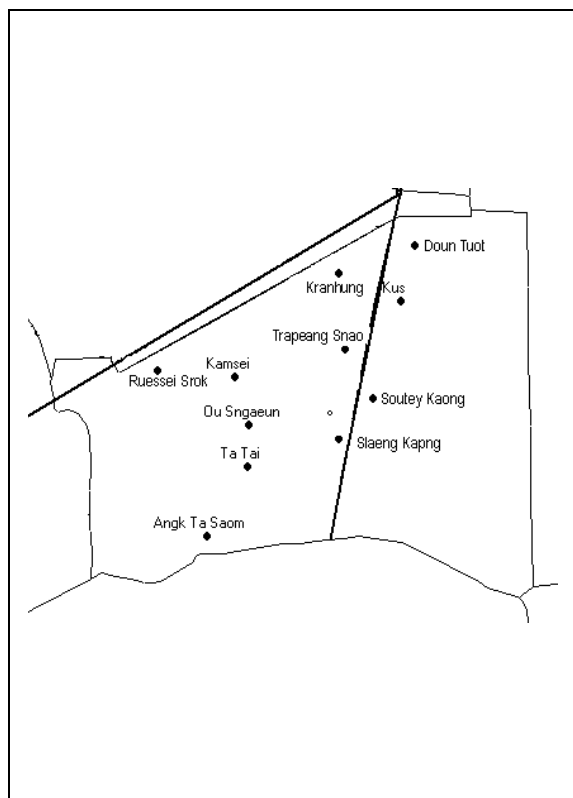 Doun Tuot
Kranhung
Kus
Trapeang Snao
Kamsei
Ruessei Srok
Soutey Kaong
Ou Sngaeun
Slaeng Kapng
Ta Tai
Angk Ta Saom